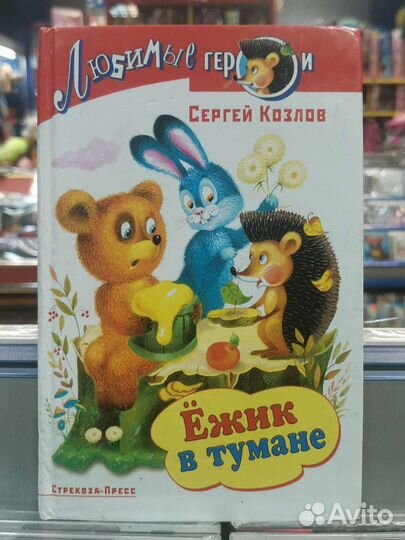 Любимые герои
Сергей Козлов
Ёжик
в тумане
Стрекоза-Пресс
Avito